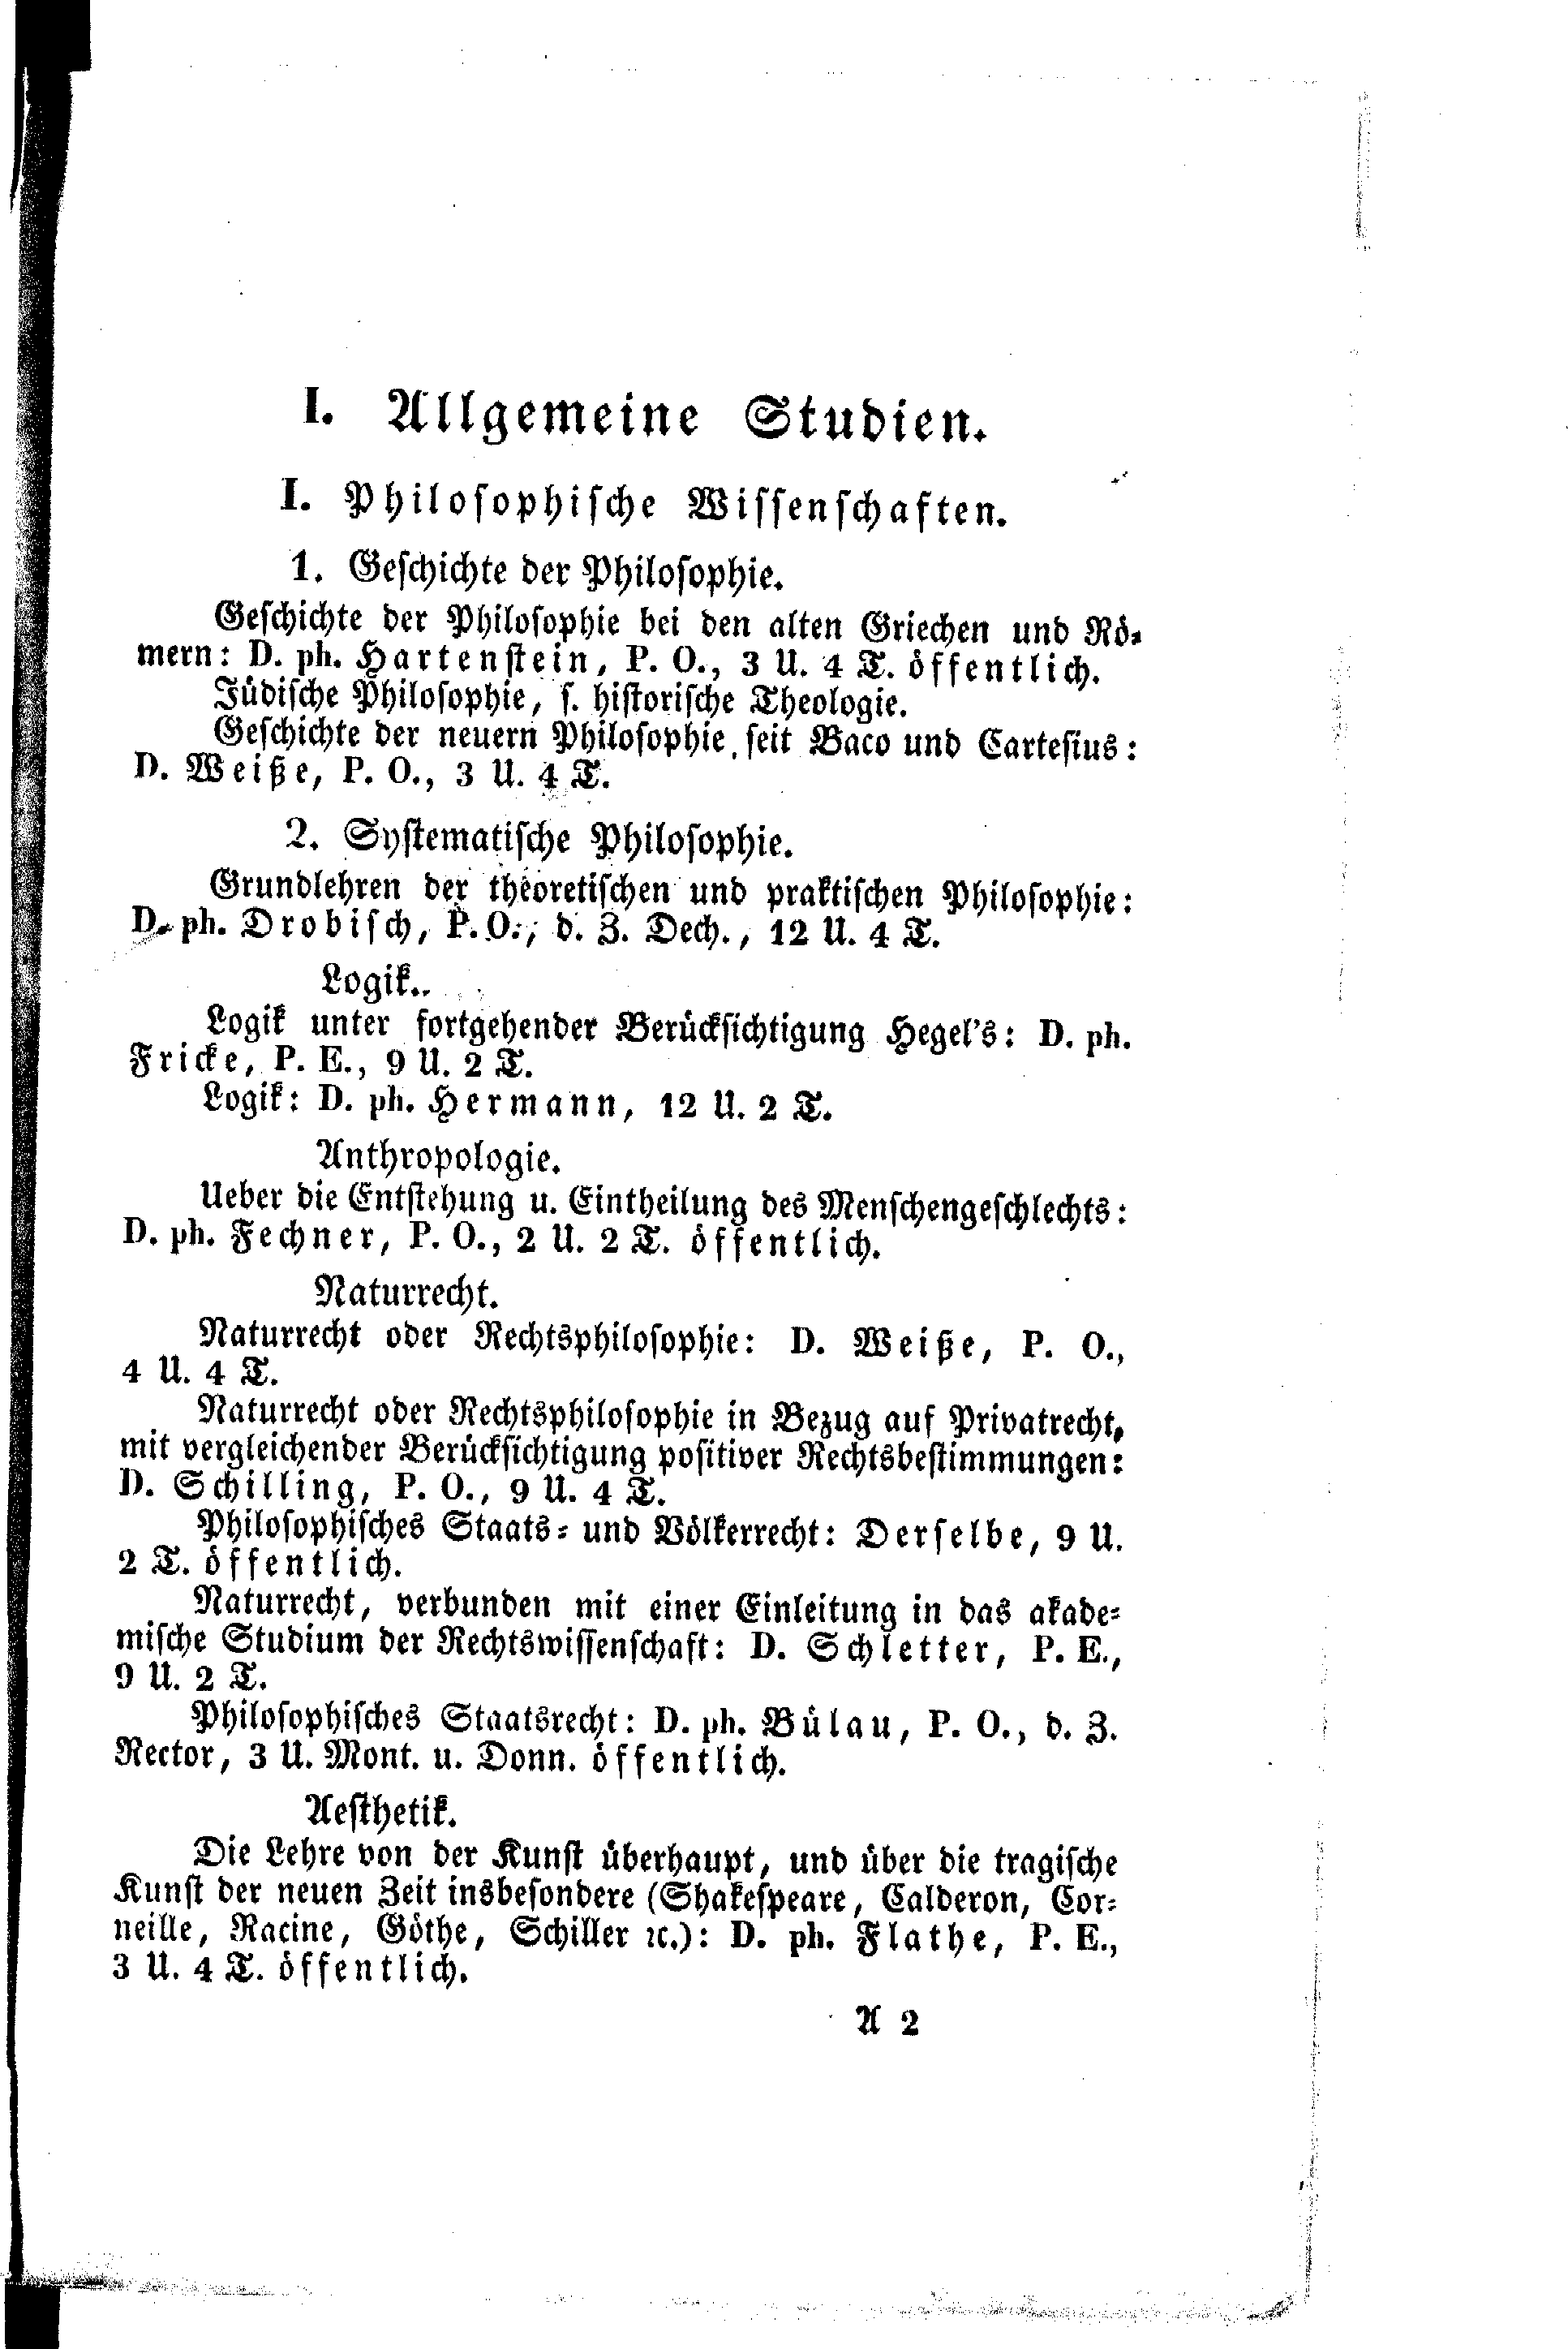 I. Allgemeine Studien.
I. Philosophische Wissenschaften.
1. Geschichte der Philosophie.
Geschichte der Philosophie bei den alten Griechen und Rö-
mern: D. ph. Hartenstein, P. O., 3 U. 4 T. öffentlich.
Jüdische Philosophie, s. historische Theologie.
Geschichte der neuern Philosophie seit Baco und Cartesius:
D. Weiße, P. O., 3 U. 4 T.
2. Systematische Philosophie.
Grundlehren der theoretischen und praktischen Philosophie:
D. ph. Drobisch, P. O., d. Z. Dech., 12 U. 4 T.
Logik.
Logik unter fortgehender Berücksichtigung Hegel's: D. ph.
Fricke, P. E., 9 U. 2 T.
Logik: D. ph. Hermann, 12 U. 2 T.
Anthropologie.
Ueber die Entstehung u. Eintheilung des Menschengeschlechts:
D. ph. Fechner, P. O., 2 U. 2 T. öffentlich.
Naturrecht.
Naturrecht oder Rechtsphilosophie: D. Weiße, P. O.,
4 U. 4 T.
Naturrecht oder Rechtsphilosophie in Bezug auf Privatrecht,
mit vergleichender Berücksichtigung positiver Rechtsbestimmungen:
D. Schilling, P. O., 9 U. 4 T.
Philosophisches Staats- und Völkerrecht: Derselbe, 9 U.
2 T. öffentlich.
Naturrecht, verbunden mit einer Einleitung in das akade-
mische Studium der Rechtswissenschaft: D. Schletter, P. E.,
9 U. 2 T.
Philosophisches Staatsrecht: D. ph. Bülau, P. O., d. Z.
Rector, 3 U. Mont. u. Donn. öffentlich.
Aesthetik.
Die Lehre von der Kunst überhaupt, und über die tragische
Kunst der neuen Zeit insbesondere (Shakespeare, Calderon, Cor-
neille, Racine, Göthe, Schiller ꝛc.): D. ph. Flathe, P. E.,
3 U. 4 T. öffentlich.
A 2